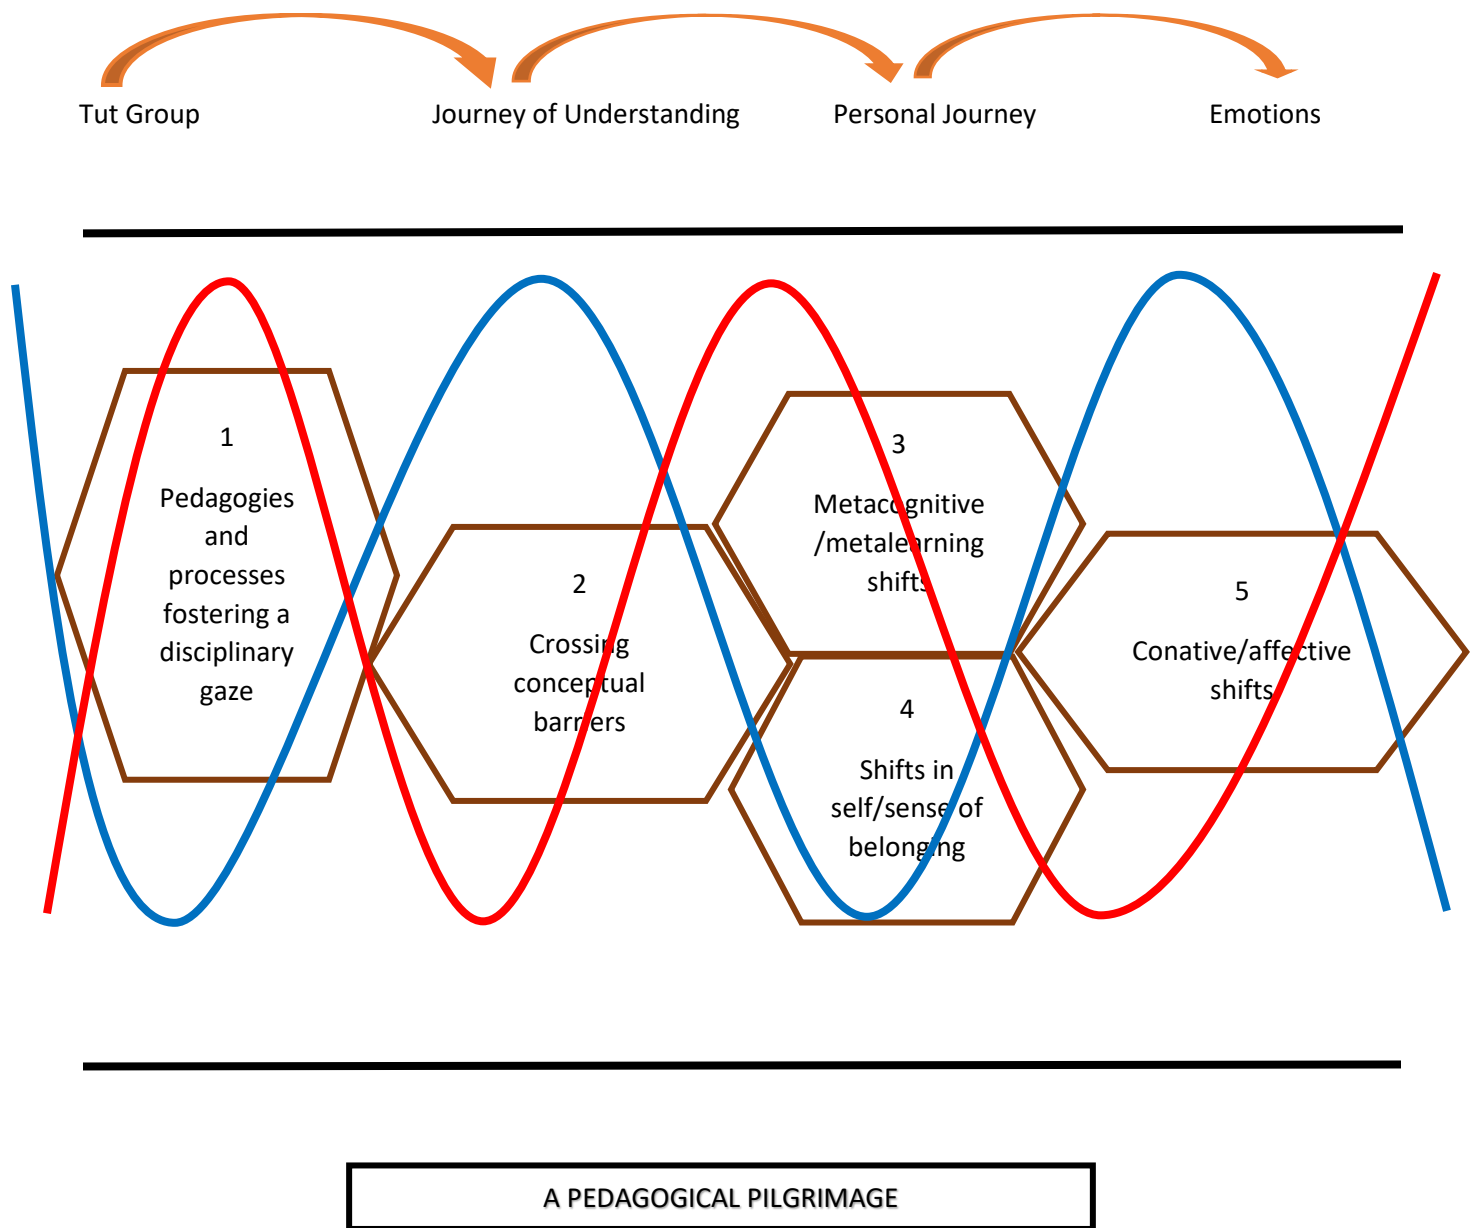 Tut Group
Journey of Understanding
Personal Journey
Emotions
1
Pedagogies
and
processes
fostering a
disciplinary
gaze
2
Crossing
conceptual
barriers
3
Metacognitive
/metalearning
shifts
4
Shifts in
self/sense of
belonging
5
Conative/affective
shifts
A PEDAGOGICAL PILGRIMAGE